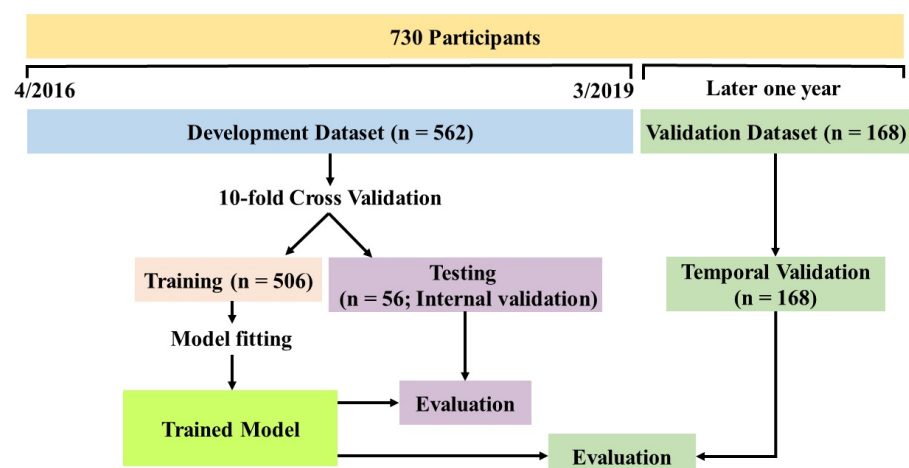 730 Participants
4/2016
3/2019
Later one year
Development Dataset (n = 562)
Validation Dataset (n = 168)
10-fold Cross Validation
Training (n = 506)
Testing
(n = 56; Internal validation)
Temporal Validation
(n = 168)
Model fitting
Trained Model
Evaluation
Evaluation